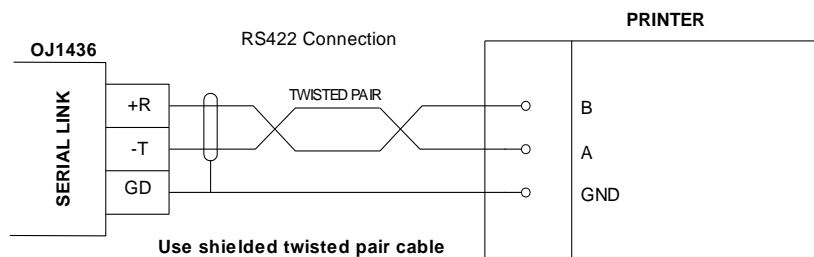 PRINTER
RS422 Connection
OJ1436
SERIAL LINK
+R
TWISTED PAIR
B
-T
A
GD
GND
Use shielded twisted pair cable